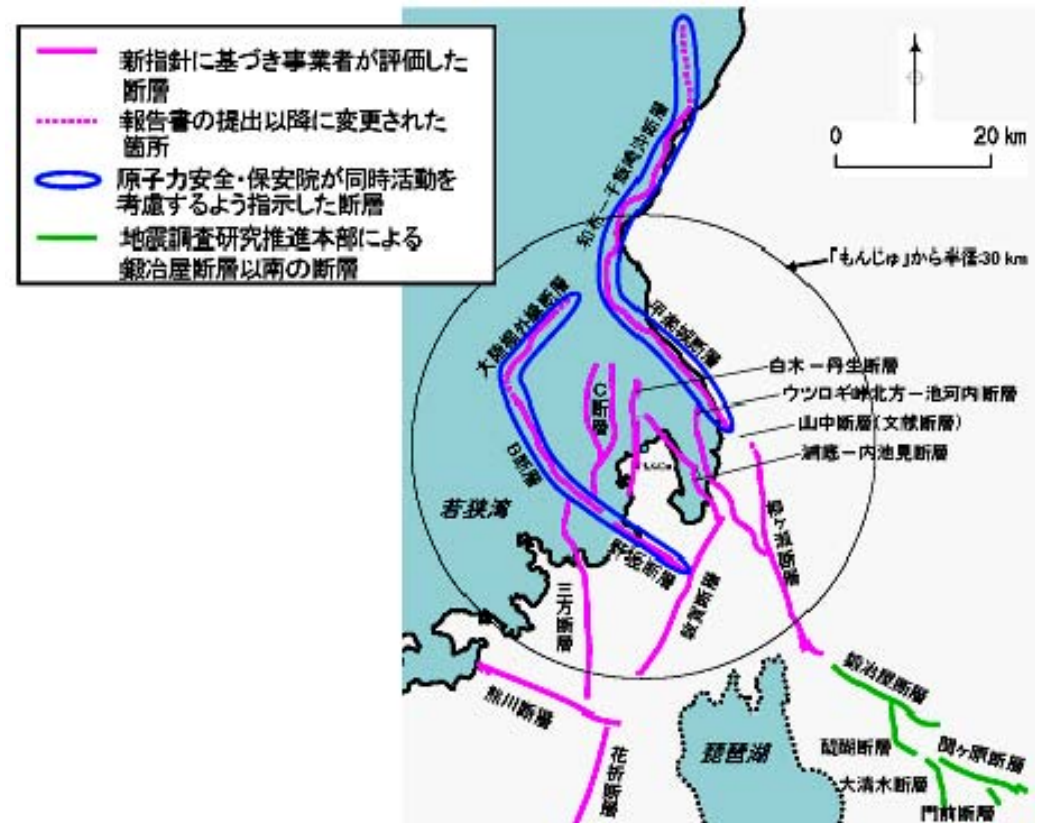 新指針に基づき事業者が評価した
断層
報告書の提出以降に変更された
箇所
原子力安全・保安院が同時活動を
考慮するよう指示した断層
地震調査研究推進本部による
鍛冶屋断層以南の断層
0 20 km
和布－干飯崎沖断層
「もんじゅ」から半径30 km
甲楽城断層
大陸棚外縁断層
白木－丹生断層
C断層
ウツロギ峠北方－池河内断層
山中断層(文献断層)
浦底－内池見断層
B断層
若狭湾
野坂断層
三方断層
敦賀断層
鍛冶屋断層
熊川断層
花折断層
琵琶湖
醍醐断層
関ヶ原断層
大清水断層
門前断層